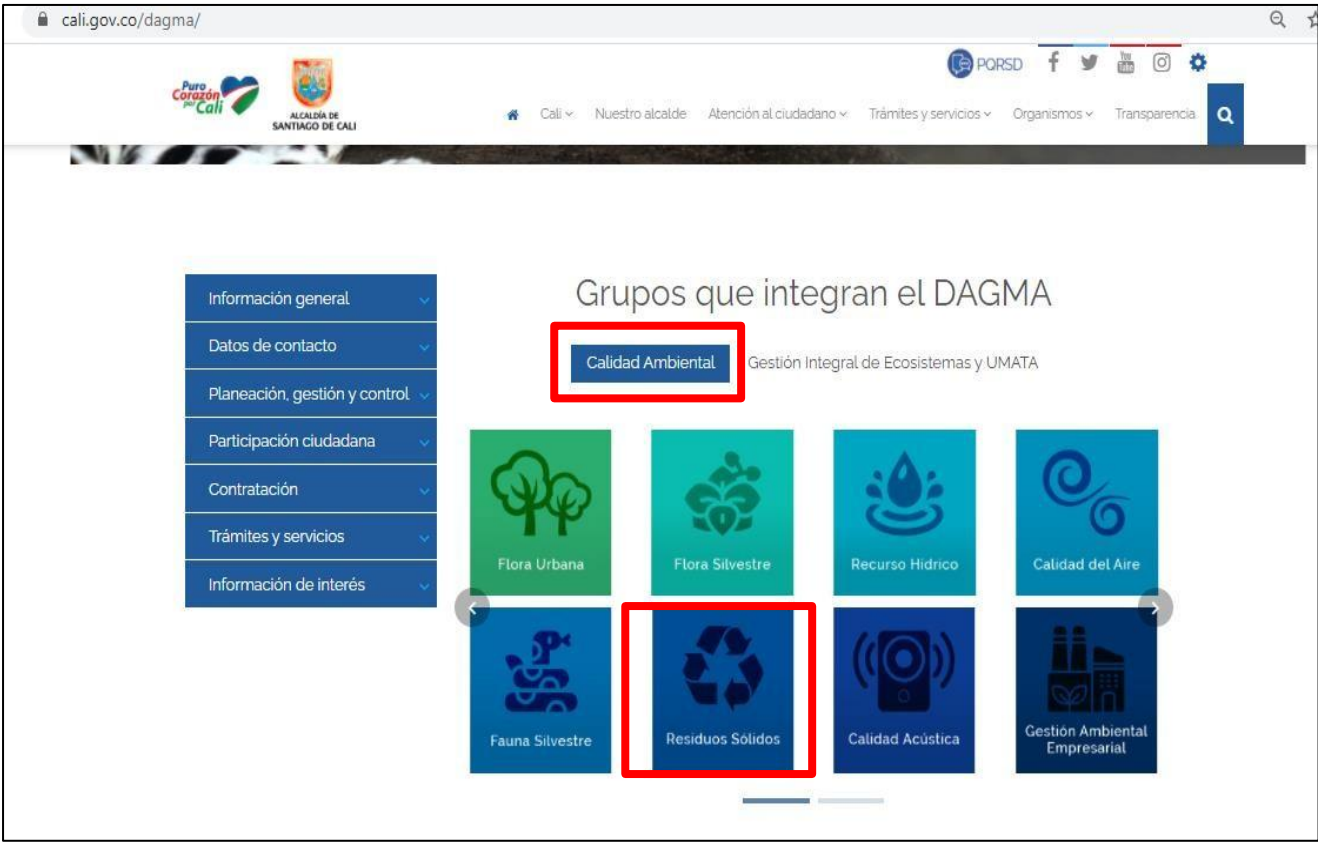 cali.gov.co/dagma/
Puro
Corazón
por Cali
ALCALDÍA DE
SANTIAGO DE CALI
PQRSD
You
Tube
Cali
Nuestro alcalde
Atención al ciudadano
Trámites y servicios
Organismos
Transparencia
Información general
Datos de contacto
Planeación, gestión y control
Participación ciudadana
Contratación
Trámites y servicios
Información de interés
Grupos que integran el DAGMA
Calidad Ambiental
Gestión Integral de Ecosistemas y UMATA
Flora Urbana
Flora Silvestre
Recurso Hídrico
Calidad del Aire
Fauna Silvestre
Residuos Sólidos
Calidad Acústica
Gestión Ambiental
Empresarial